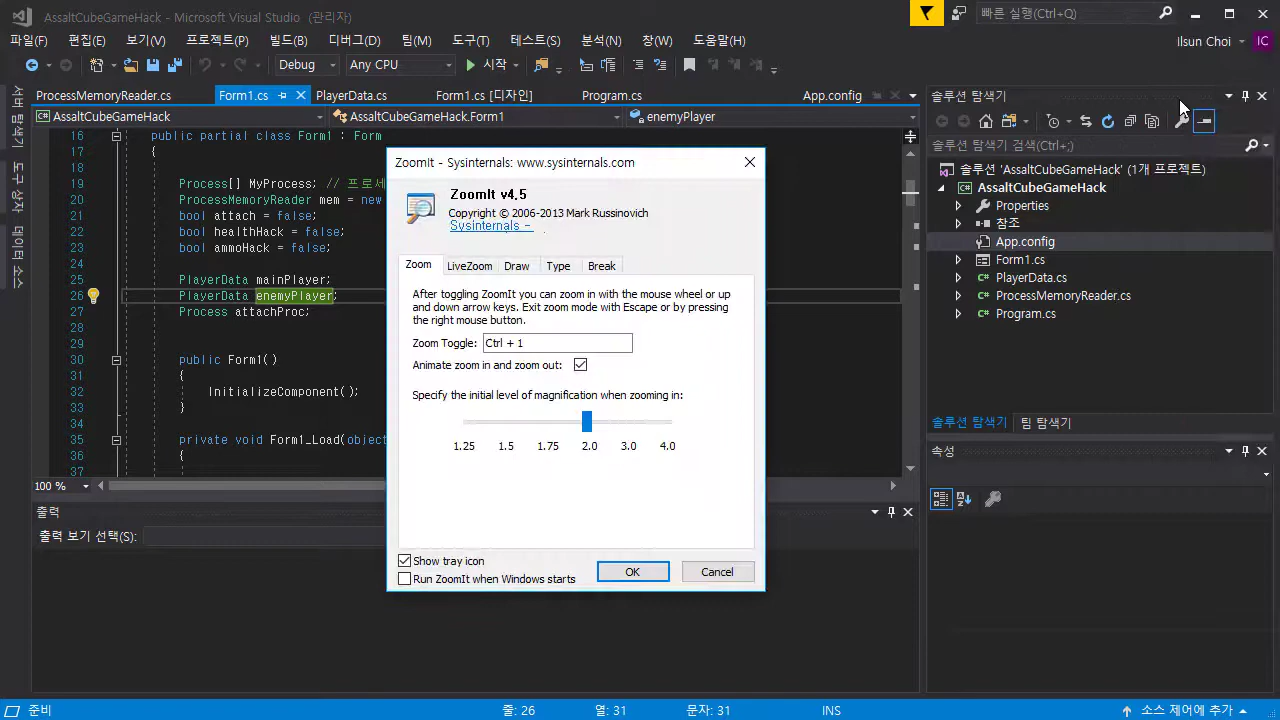 AssaltCubeGameHack - Microsoft Visual Studio (관리자)
빠른 실행(Ctrl+Q)
파일(F) 편집(E) 보기(V) 프로젝트(P) 빌드(B) 디버그(D) 팀(M) 도구(T) 테스트(S) 분석(N) 창(W) 도움말(H)
Ilsun Choi IC
Debug Any CPU 시작
서버 탐색기
도구 상자
데이터 소스
ProcessMemoryReader.cs Form1.cs PlayerData.cs Form1.cs [디자인] Program.cs App.config
AssaltCubeGameHack AssaltCubeGameHack.Form1 enemyPlayer
16 public partial class Form1 : Form
17 {
18
19 Process[] MyProcess; // 프로세
20 ProcessMemoryReader mem = new
21 bool attach = false;
22 bool healthHack = false;
23 bool ammoHack = false;
24
25 PlayerData mainPlayer;
26 PlayerData enemyPlayer;
27 Process attachProc;
28
30 public Form1()
31 {
32 InitializeComponent();
33 }
34
35 private void Form1_Load(object
36 {
37
100 %
출력
출력 보기 선택(S):
ZoomIt - Sysinternals: www.sysinternals.com
ZoomIt v4.5
Copyright © 2006-2013 Mark Russinovich
Sysinternals -
Zoom LiveZoom Draw Type Break
After toggling ZoomIt you can zoom in with the mouse wheel or up
and down arrow keys. Exit zoom mode with Escape or by pressing
the right mouse button.
Zoom Toggle: Ctrl + 1
Animate zoom in and zoom out:
Specify the initial level of magnification when zooming in:
1.25 1.5 1.75 2.0 3.0 4.0
Show tray icon
Run ZoomIt when Windows starts
OK Cancel
솔루션 탐색기
솔루션 탐색기 검색(Ctrl+;)
솔루션 'AssaltCubeGameHack' (1개 프로젝트)
AssaltCubeGameHack
Properties
참조
App.config
Form1.cs
PlayerData.cs
ProcessMemoryReader.cs
Program.cs
솔루션 탐색기 팀 탐색기
속성
준비 줄: 26 열: 31 문자: 31 INS 소스 제어에 추가